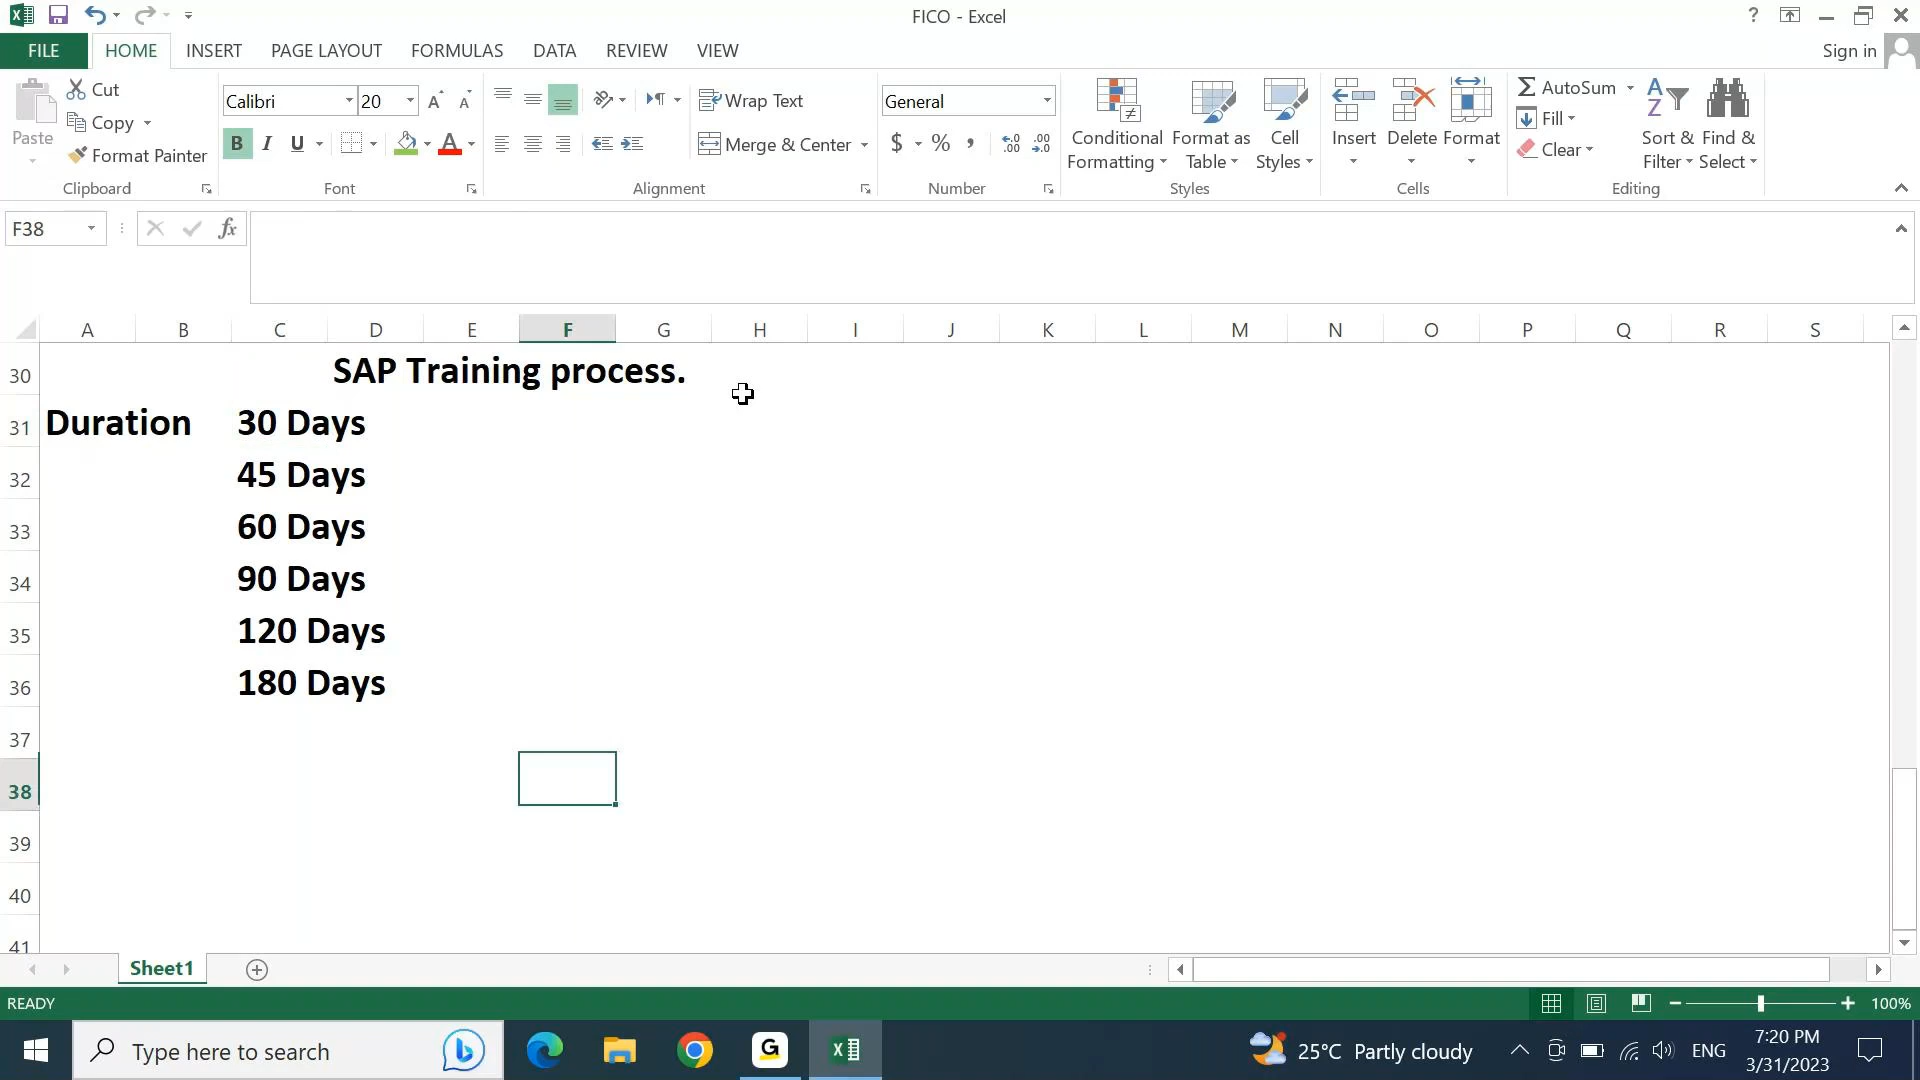 FICO - Excel
?
FILE HOME INSERT PAGE LAYOUT FORMULAS DATA REVIEW VIEW Sign in
Paste
Cut
Copy
Format Painter
Clipboard
Calibri 20
B I U
Font
Wrap Text
Merge & Center
Alignment
General
$ % ,
Number
Conditional Formatting
Format as Table
Cell Styles
Styles
Insert
Delete
Format
Cells
AutoSum
Fill
Clear
Sort & Filter
Find & Select
Editing
F38
fx
A B C D E F G H I J K L M N O P Q R S
30 SAP Training process.
31 Duration 30 Days
32 45 Days
33 60 Days
34 90 Days
35 120 Days
36 180 Days
37
38
39
40
41
Sheet1
READY 100%
Type here to search
25°C Partly cloudy
ENG
7:20 PM
3/31/2023